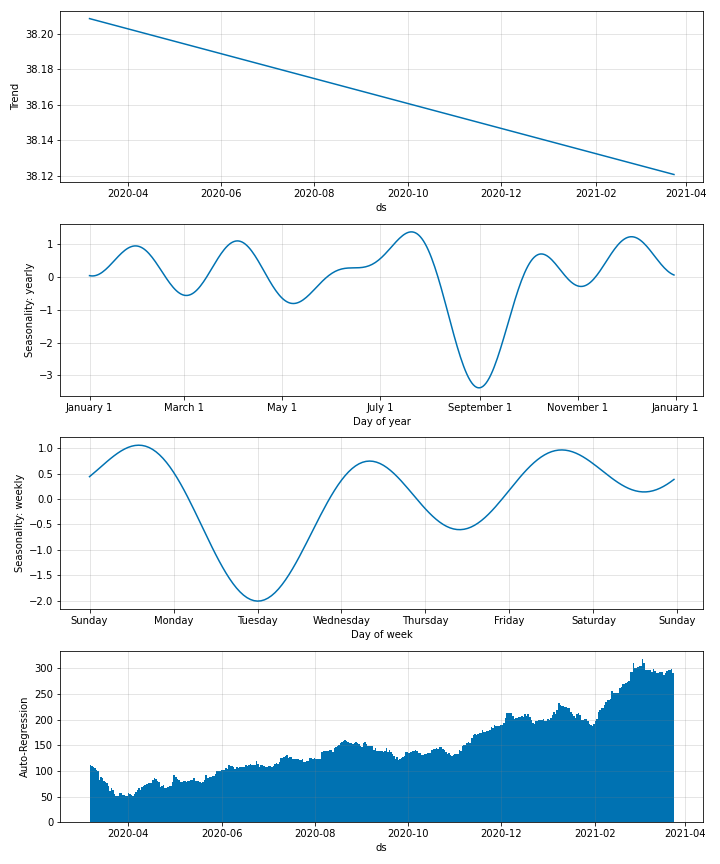 38.20
38.18
38.16
38.14
38.12
Trend
2020-04 2020-06 2020-08 2020-10 2020-12 2021-02 2021-04
ds
1
0
−1
−2
−3
Seasonality: yearly
January 1 March 1 May 1 July 1 September 1 November 1 January 1
Day of year
1.0
0.5
0.0
−0.5
−1.0
−1.5
−2.0
Seasonality: weekly
Sunday Monday Tuesday Wednesday Thursday Friday Saturday Sunday
Day of week
300
250
200
150
100
50
0
Auto-Regression
2020-04 2020-06 2020-08 2020-10 2020-12 2021-02 2021-04
ds